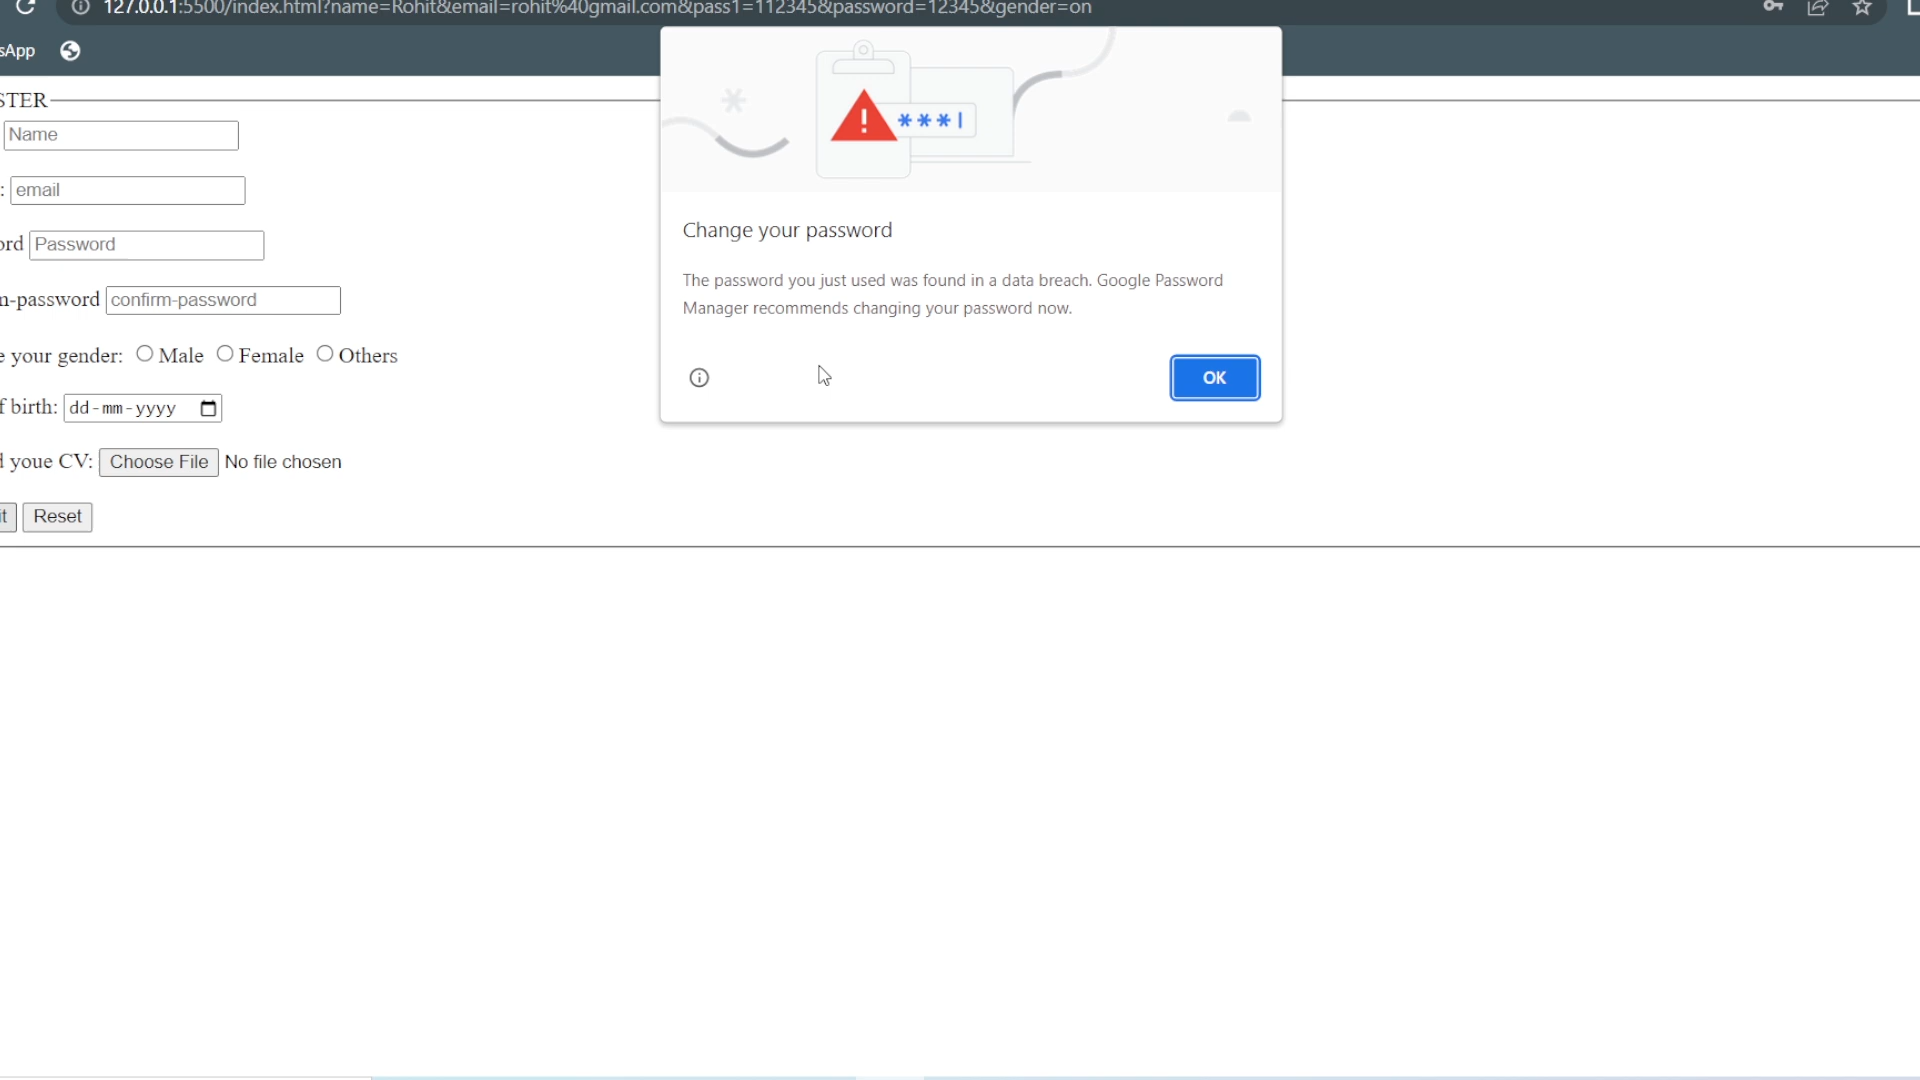 127.0.0.1:5500/index.html?name=Rohit&email=rohit%40gmail.com&pass1=112345&password=12345&gender=on
sApp
STER
Name
: email
ord Password
n-password confirm-password
e your gender: Male Female Others
f birth: dd-mm-yyyy
d youe CV: Choose File No file chosen
it Reset
***|
Change your password
The password you just used was found in a data breach. Google Password
Manager recommends changing your password now.
OK